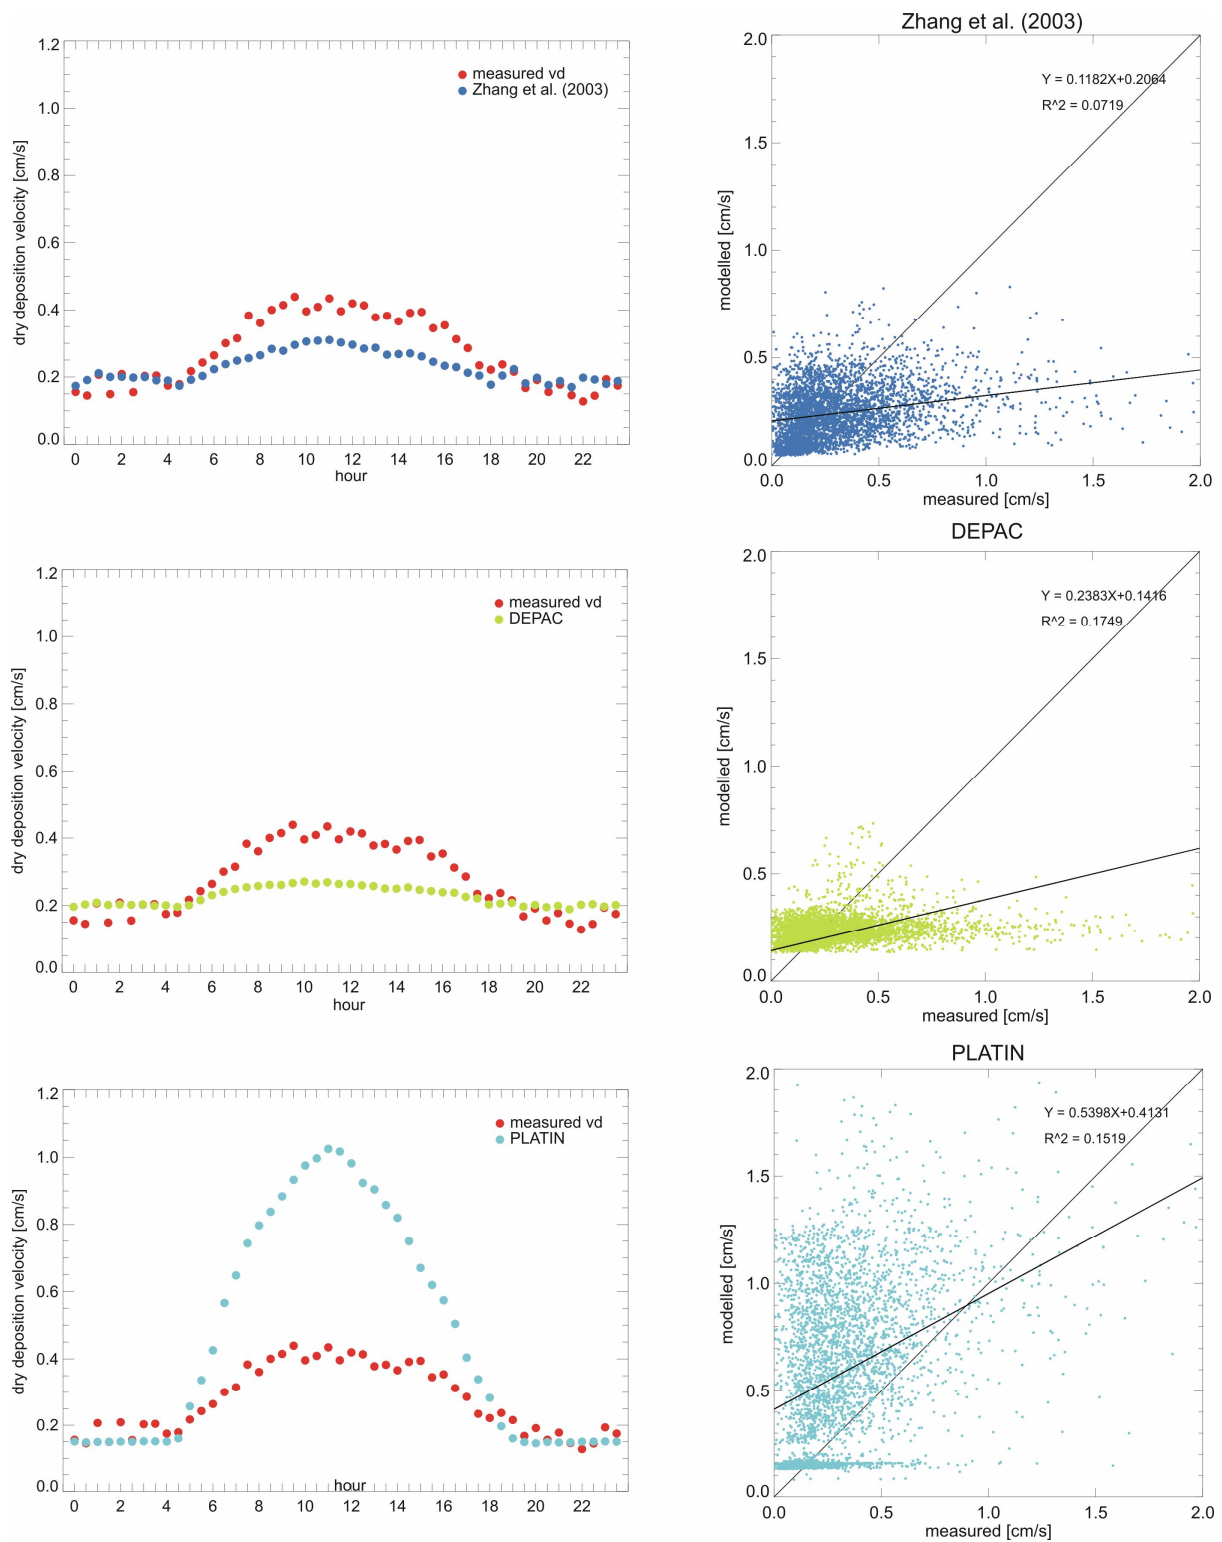 1.2
measured vd
Zhang et al. (2003)
1.0
0.8
0.6
0.4
0.2
0.0
dry deposition velocity [cm/s]
0 2 4 6 8 10 12 14 16 18 20 22
hour
Zhang et al. (2003)
2.0
Y = 0.1182X+0.2064
R^2 = 0.0719
1.5
1.0
0.5
0.0
modelled [cm/s]
0.0 0.5 1.0 1.5 2.0
measured [cm/s]
1.2
measured vd
DEPAC
1.0
0.8
0.6
0.4
0.2
0.0
dry deposition velocity [cm/s]
0 2 4 6 8 10 12 14 16 18 20 22
hour
DEPAC
2.0
Y = 0.2383X+0.1416
R^2 = 0.1749
1.5
1.0
0.5
0.0
modelled [cm/s]
0.0 0.5 1.0 1.5 2.0
measured [cm/s]
1.2
measured vd
PLATIN
1.0
0.8
0.6
0.4
0.2
0.0
dry deposition velocity [cm/s]
hour
0 2 4 6 8 10 12 14 16 18 20 22
PLATIN
2.0
Y = 0.5398X+0.4131
R^2 = 0.1519
1.5
1.0
0.5
0.0
modelled [cm/s]
0.0 0.5 1.0 1.5 2.0
measured [cm/s]